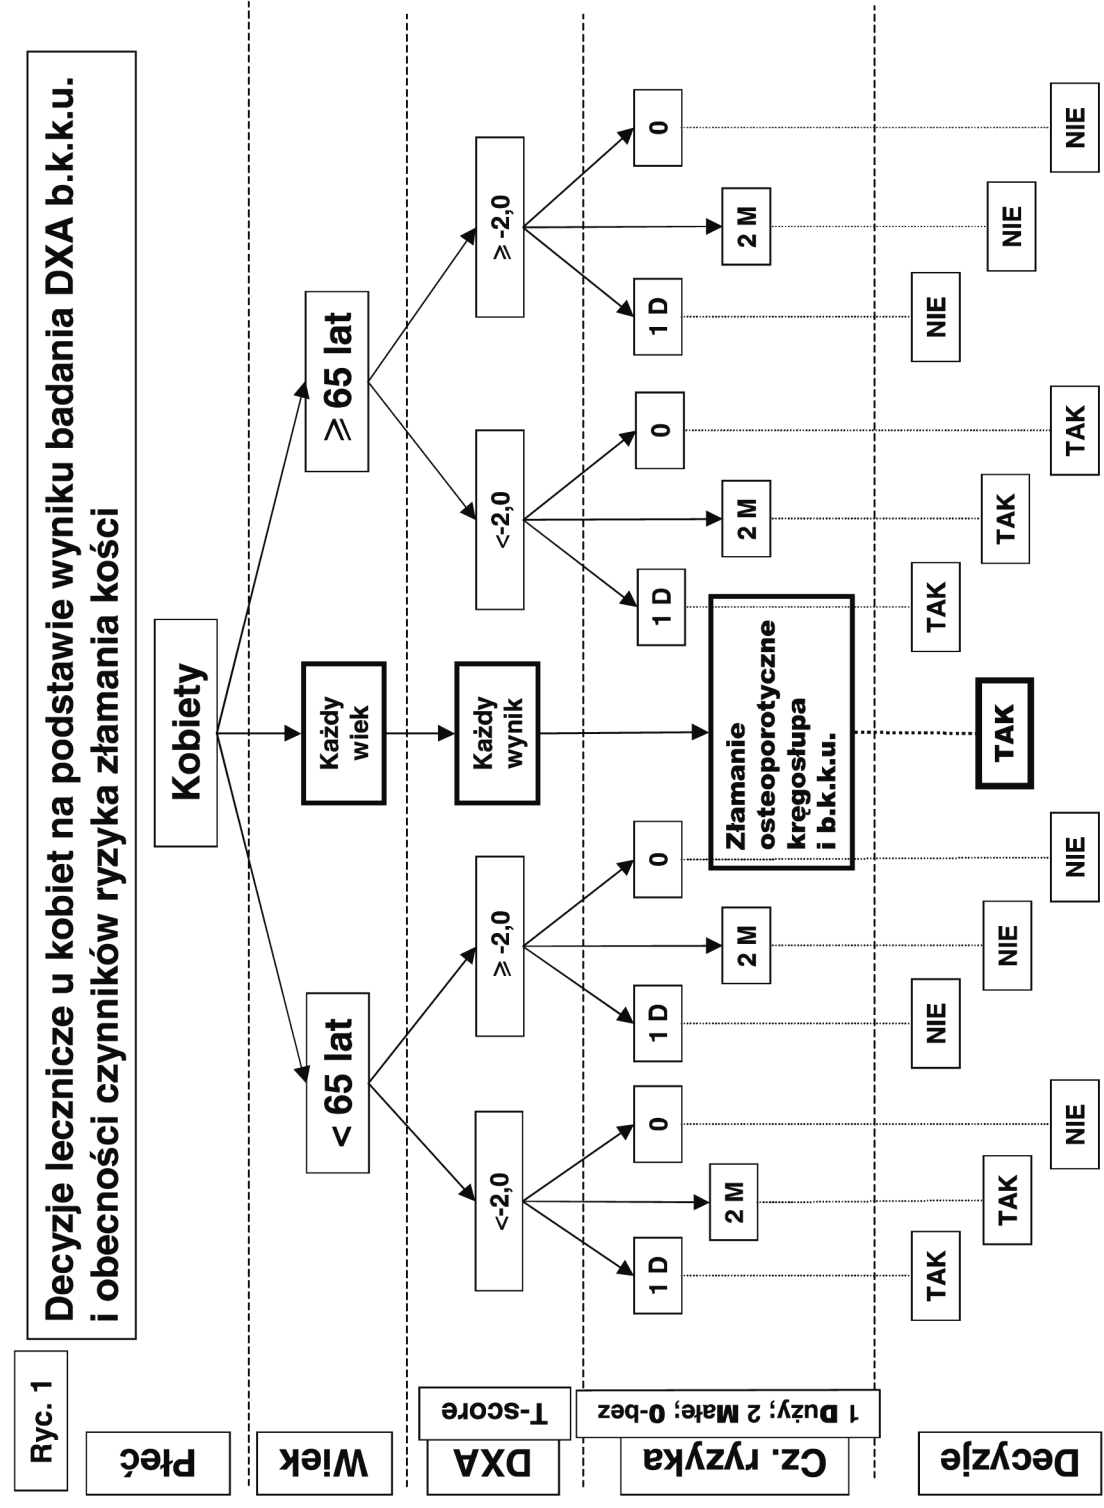 Ryc. 1
Decyzje lecznicze u kobiet na podstawie wyniku badania DXA b.k.k.u.
i obecności czynników ryzyka złamania kości
Płeć
Kobiety
Wiek
< 65 lat
Każdy
wiek
≥ 65 lat
DXA
T-score
<-2,0
≥ -2,0
Każdy
wynik
<-2,0
≥ -2,0
Cz. ryzyka
1 Duży; 2 Małe; 0-bez
1 D
2 M
0
1 D
2 M
0
Złamanie
osteoporotyczne
kręgosłupa
i b.k.k.u.
1 D
2 M
0
1 D
2 M
0
Decyzje
TAK
TAK
NIE
NIE
NIE
NIE
TAK
TAK
TAK
TAK
NIE
NIE
NIE